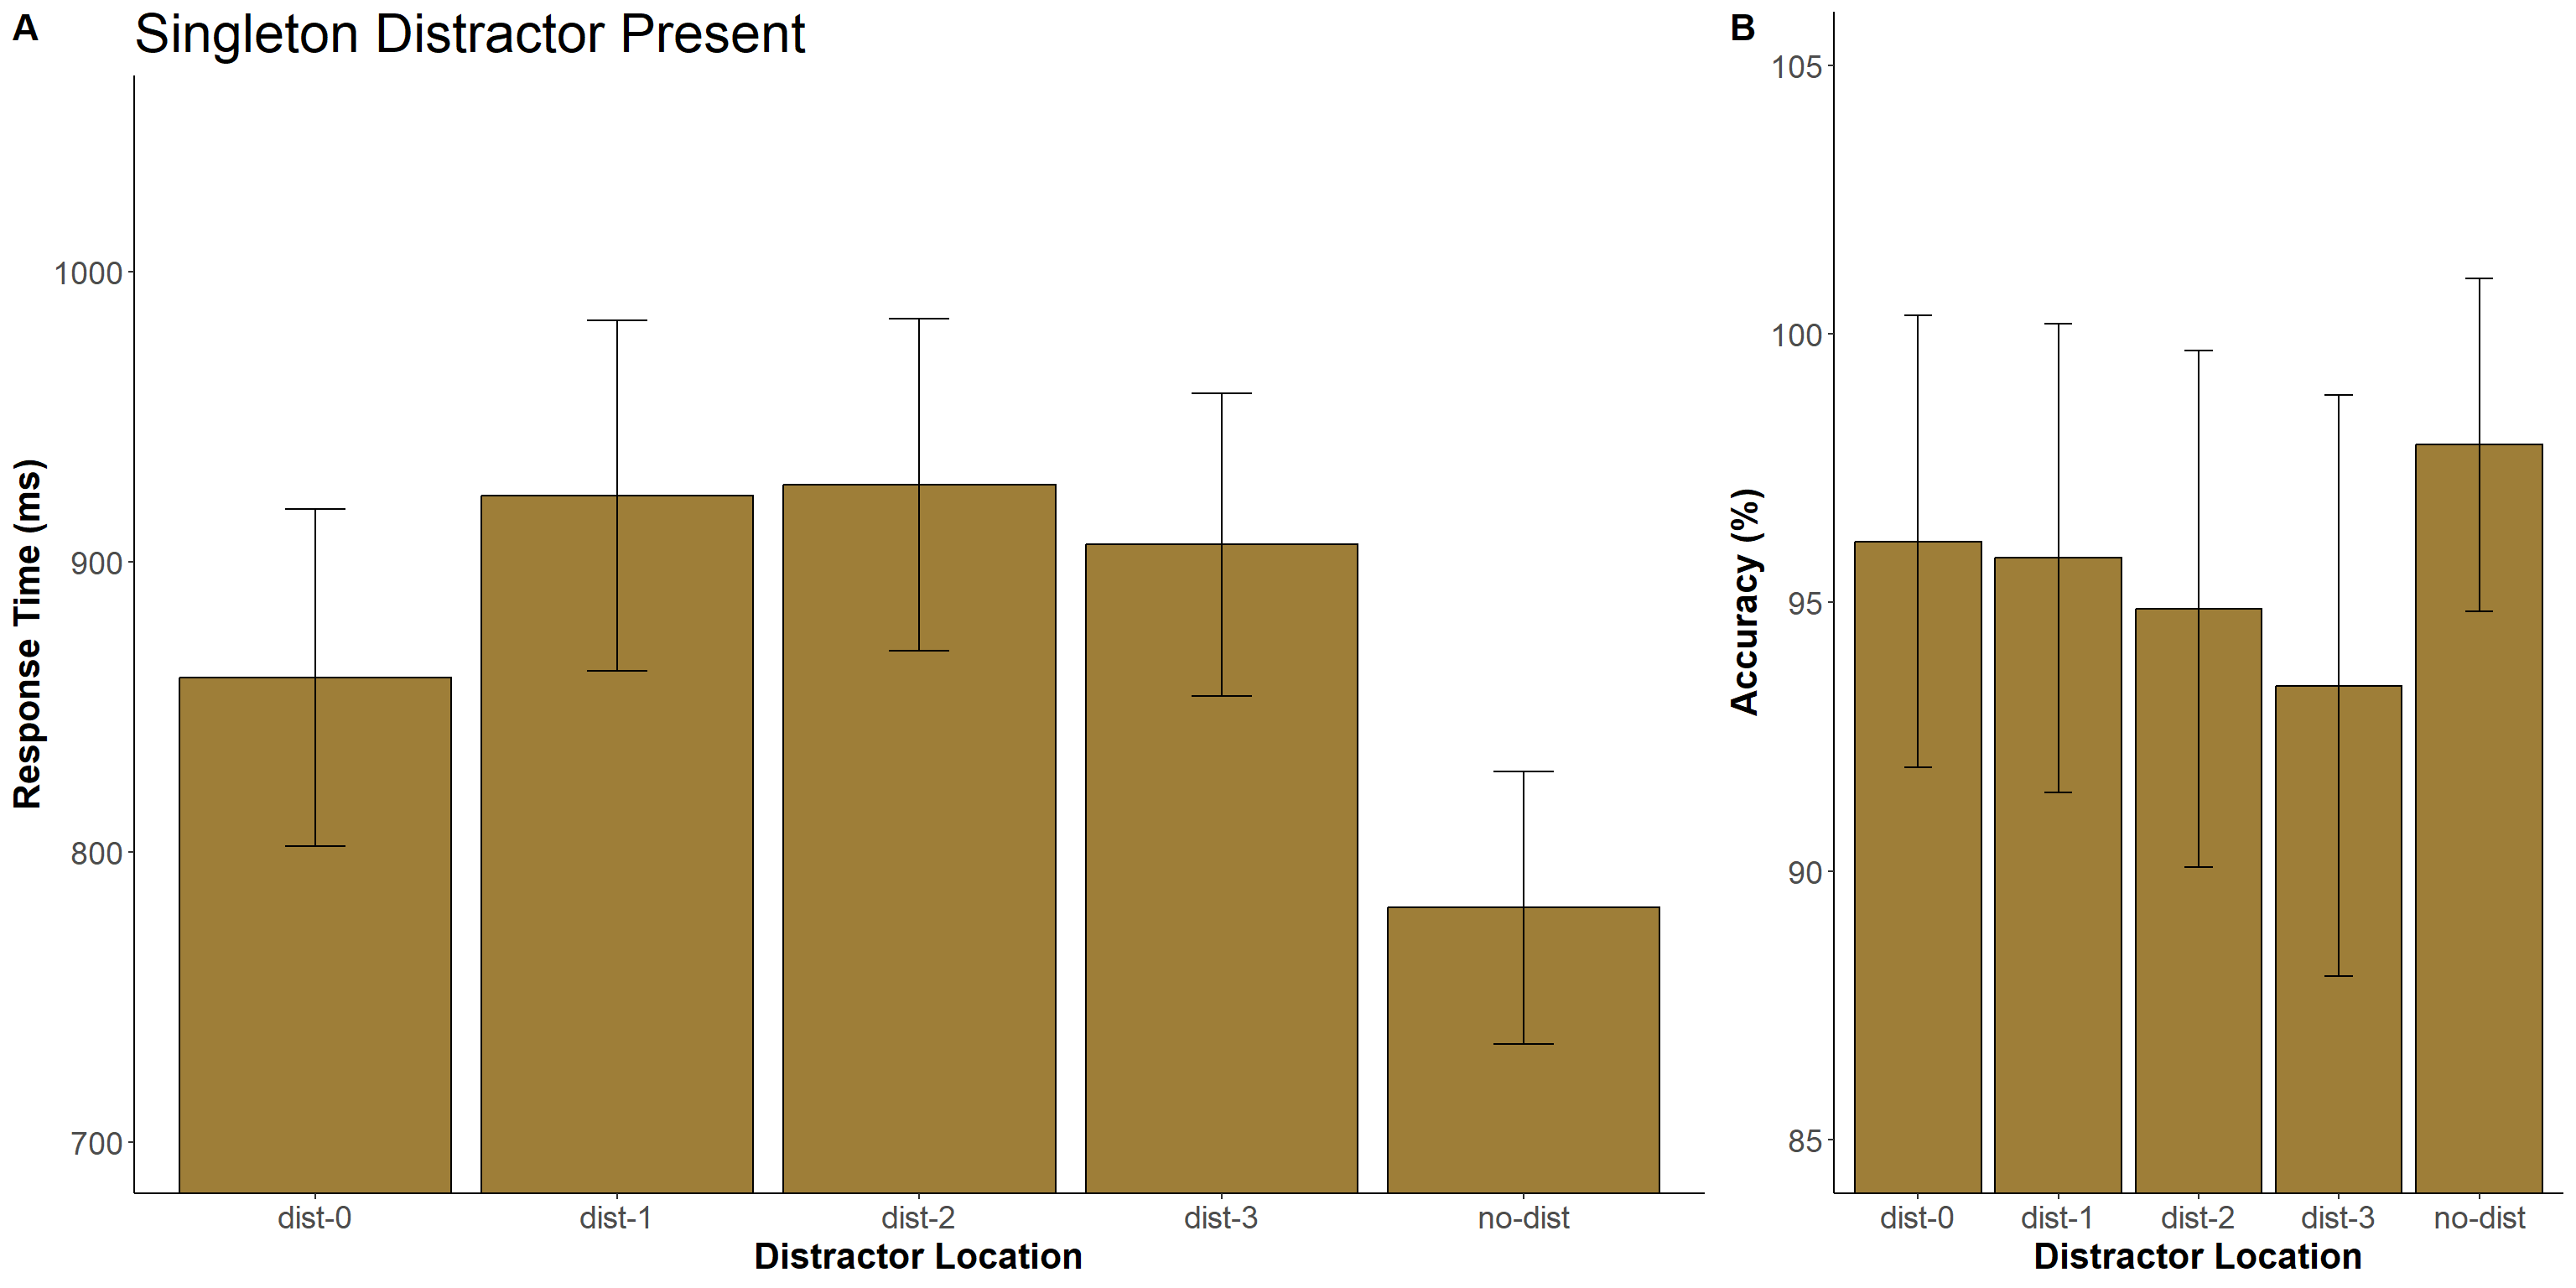 A
Singleton Distractor Present
Response Time (ms)
1000
900
800
700
dist-0 dist-1 dist-2 dist-3 no-dist
Distractor Location
B
Accuracy (%)
105
100
95
90
85
dist-0 dist-1 dist-2 dist-3 no-dist
Distractor Location